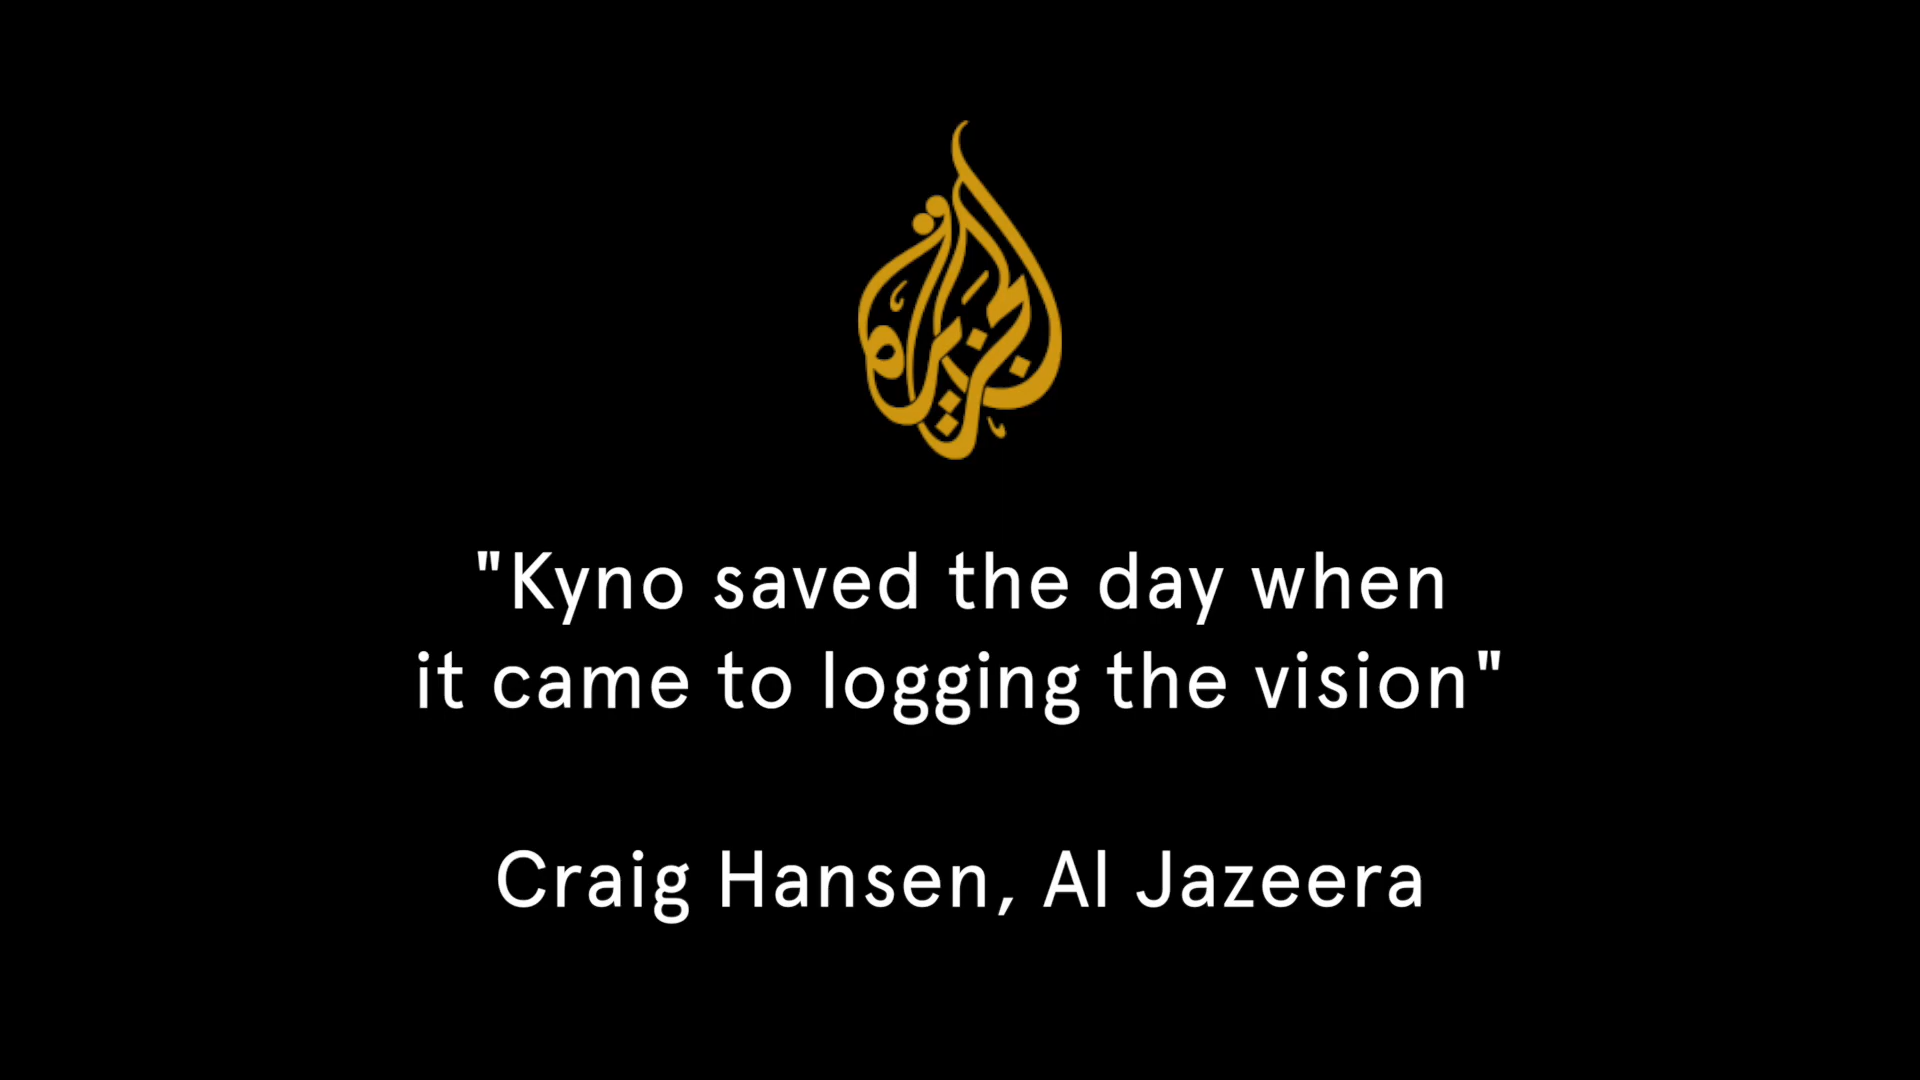 الجزيرة
"Kyno saved the day when
it came to logging the vision"
Craig Hansen, Al Jazeera